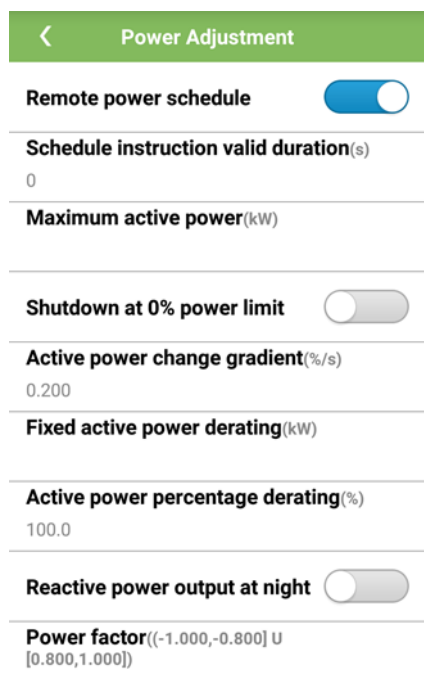 Power Adjustment
Remote power schedule
Schedule instruction valid duration(s)
0
Maximum active power(kW)
Shutdown at 0% power limit
Active power change gradient(%/s)
0.200
Fixed active power derating(kW)
Active power percentage derating(%)
100.0
Reactive power output at night
Power factor((-1.000,-0.800] U
[0.800,1.000])